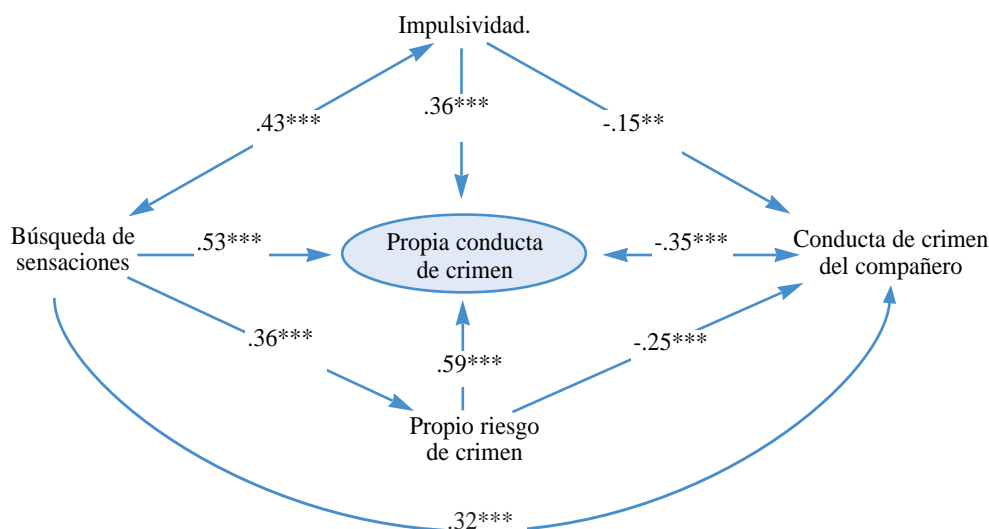 Impulsividad.
.43***
.36***
-.15**
Búsqueda de
sensaciones
.53***
Propia conducta
de crimen
-.35***
Conducta de crimen
del compañero
.36***
.59***
-.25***
Propio riesgo
de crimen
.32***